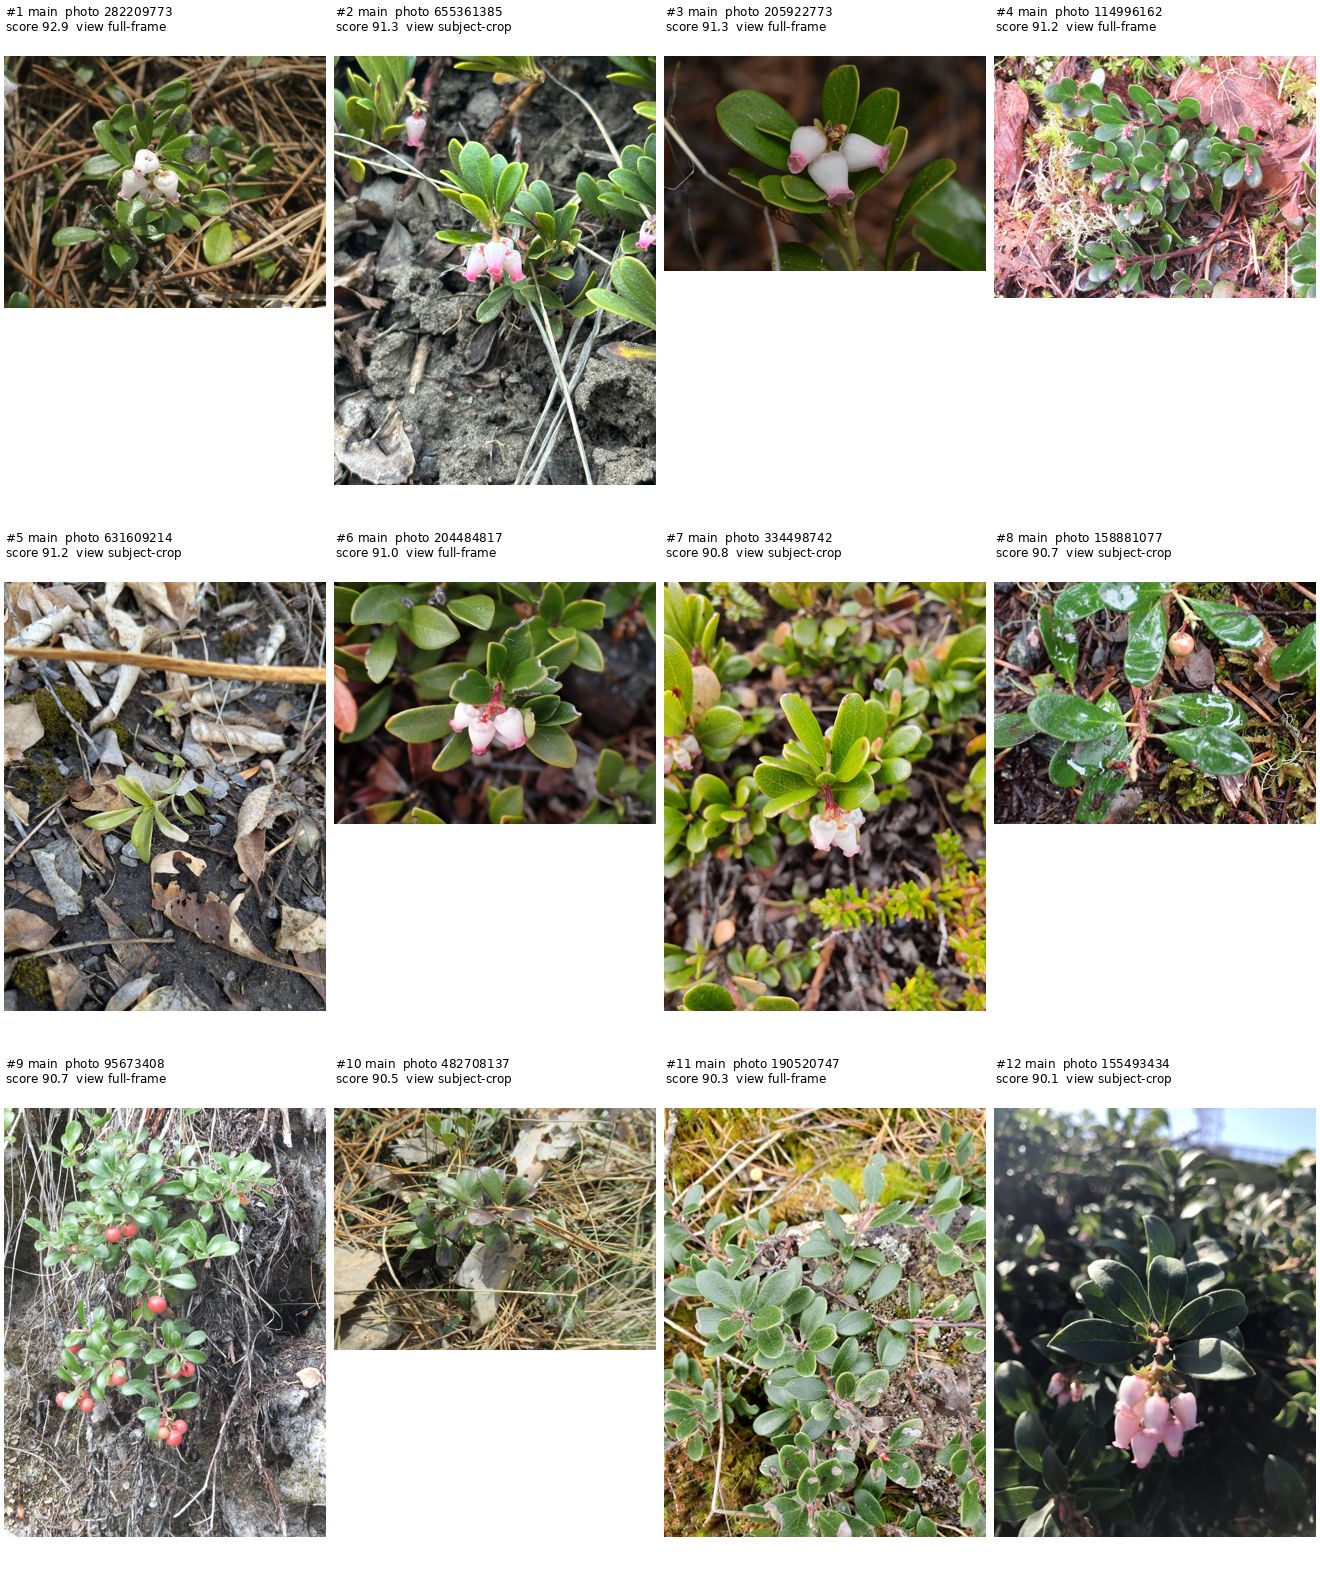 #1 main  photo 282209773
score 92.9  view full-frame
#2 main  photo 655361385
score 91.3  view subject-crop
#3 main  photo 205922773
score 91.3  view full-frame
#4 main  photo 114996162
score 91.2  view full-frame
#5 main  photo 631609214
score 91.2  view subject-crop
#6 main  photo 204484817
score 91.0  view full-frame
#7 main  photo 334498742
score 90.8  view subject-crop
#8 main  photo 158881077
score 90.7  view subject-crop
#9 main  photo 95673408
score 90.7  view full-frame
#10 main  photo 482708137
score 90.5  view subject-crop
#11 main  photo 190520747
score 90.3  view full-frame
#12 main  photo 155493434
score 90.1  view subject-crop